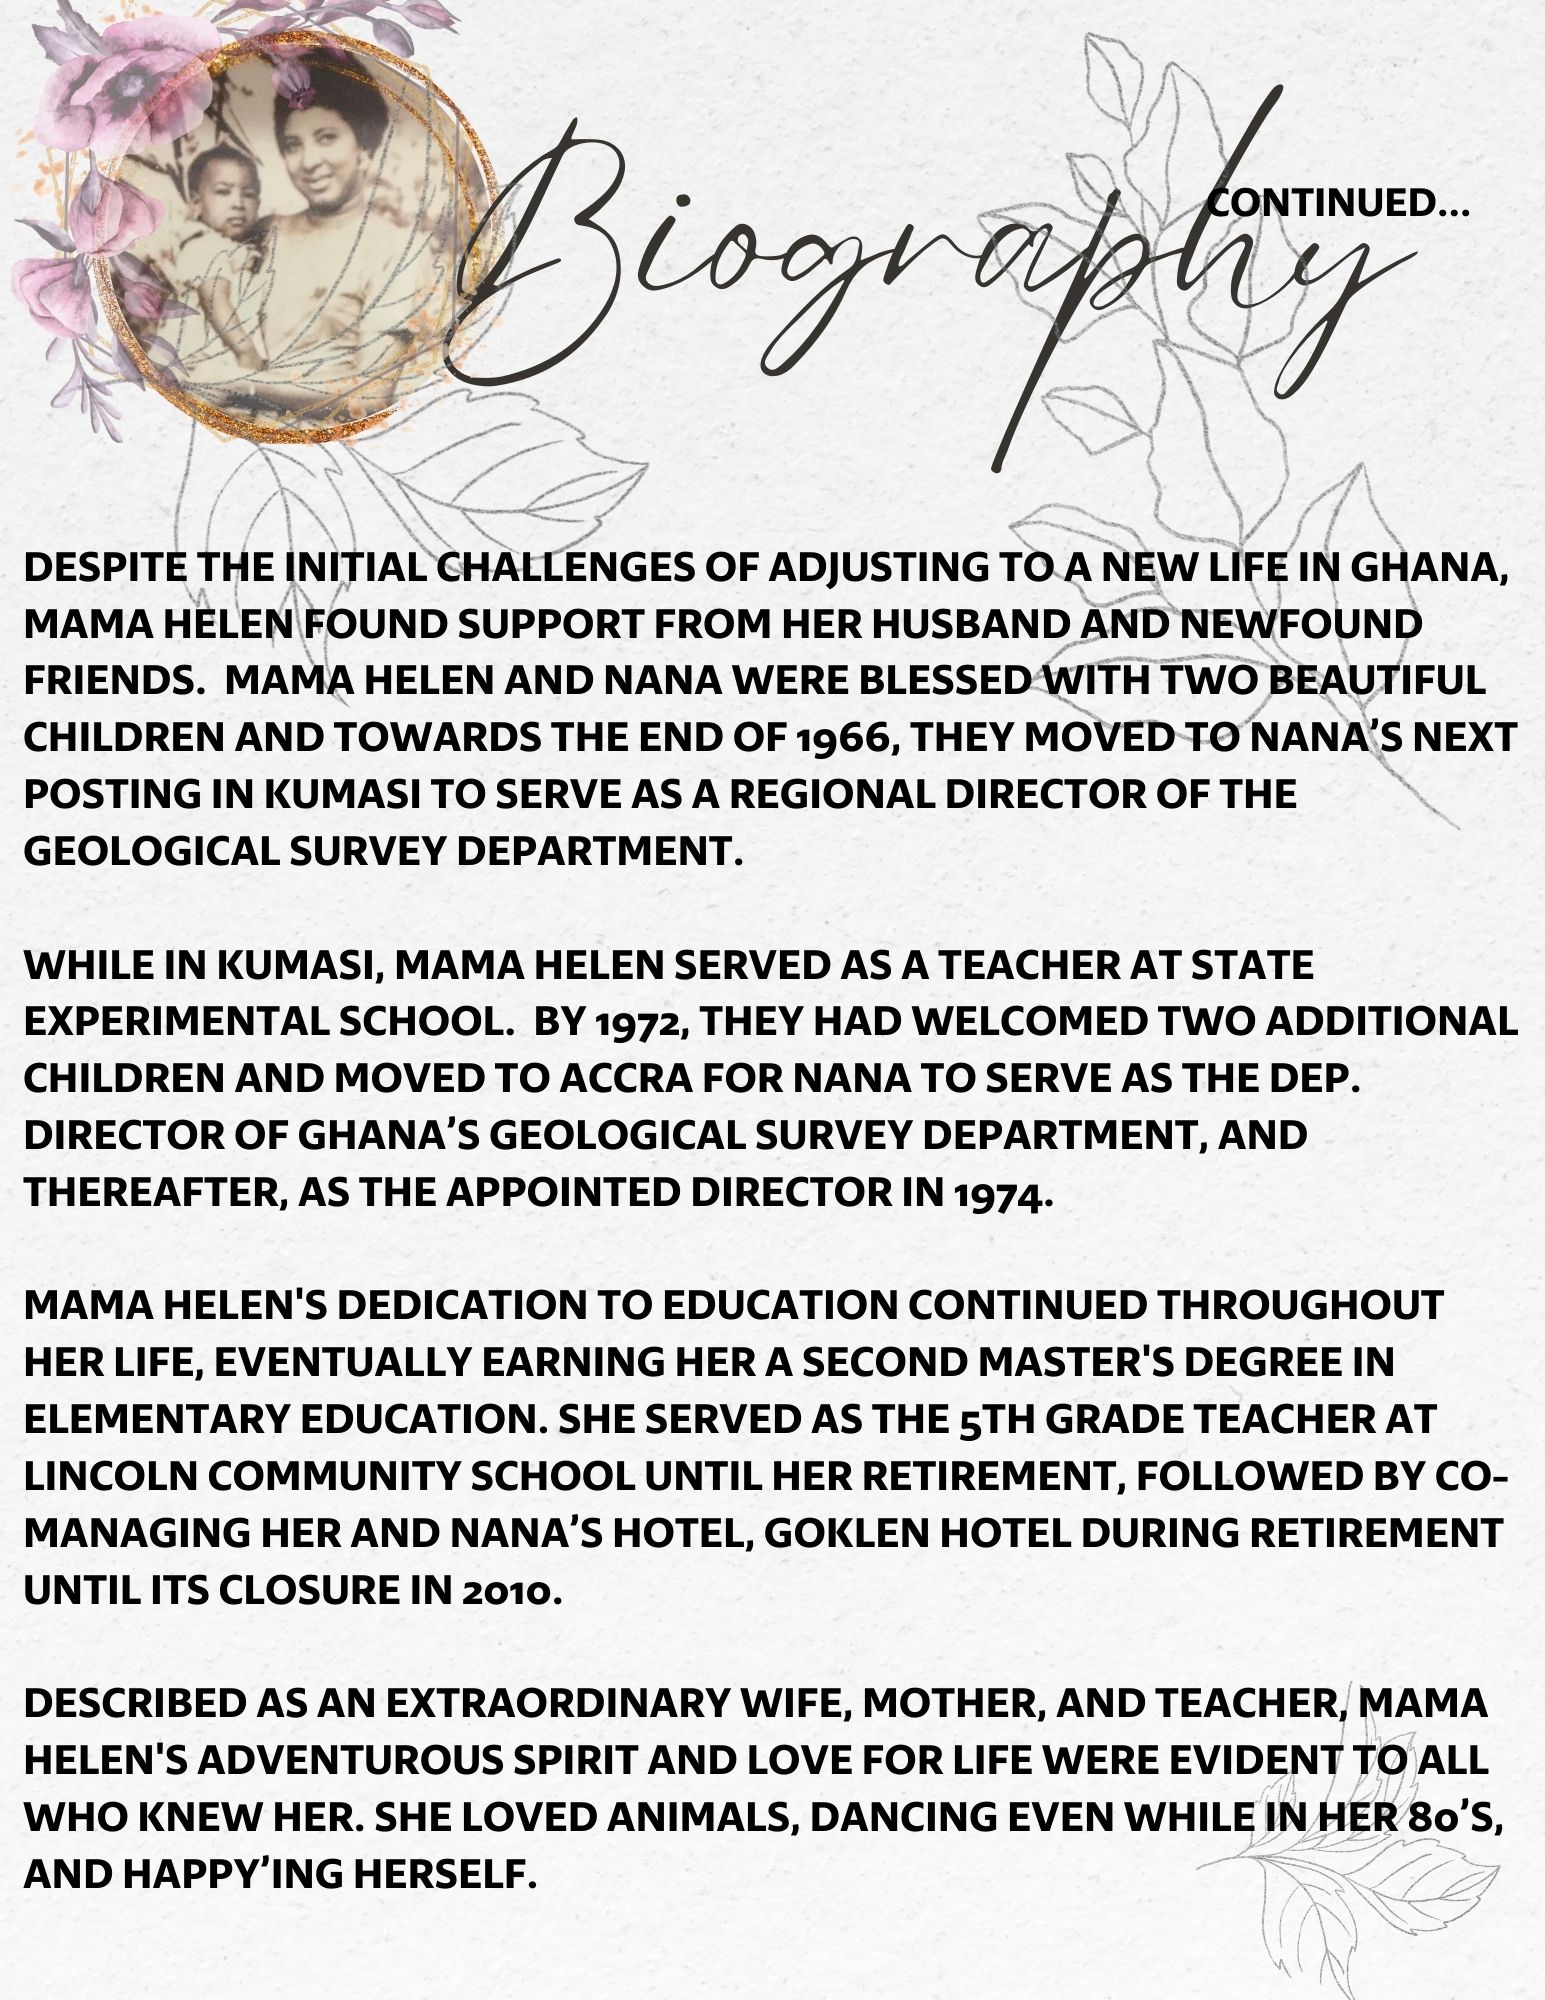 Biography
CONTINUED...
DESPITE THE INITIAL CHALLENGES OF ADJUSTING TO A NEW LIFE IN GHANA,
MAMA HELEN FOUND SUPPORT FROM HER HUSBAND AND NEWFOUND
FRIENDS.  MAMA HELEN AND NANA WERE BLESSED WITH TWO BEAUTIFUL
CHILDREN AND TOWARDS THE END OF 1966, THEY MOVED TO NANA’S NEXT
POSTING IN KUMASI TO SERVE AS A REGIONAL DIRECTOR OF THE
GEOLOGICAL SURVEY DEPARTMENT.
WHILE IN KUMASI, MAMA HELEN SERVED AS A TEACHER AT STATE
EXPERIMENTAL SCHOOL.  BY 1972, THEY HAD WELCOMED TWO ADDITIONAL
CHILDREN AND MOVED TO ACCRA FOR NANA TO SERVE AS THE DEP.
DIRECTOR OF GHANA’S GEOLOGICAL SURVEY DEPARTMENT, AND
THEREAFTER, AS THE APPOINTED DIRECTOR IN 1974.
MAMA HELEN'S DEDICATION TO EDUCATION CONTINUED THROUGHOUT
HER LIFE, EVENTUALLY EARNING HER A SECOND MASTER'S DEGREE IN
ELEMENTARY EDUCATION. SHE SERVED AS THE 5TH GRADE TEACHER AT
LINCOLN COMMUNITY SCHOOL UNTIL HER RETIREMENT, FOLLOWED BY CO-
MANAGING HER AND NANA’S HOTEL, GOKLEN HOTEL DURING RETIREMENT
UNTIL ITS CLOSURE IN 2010.
DESCRIBED AS AN EXTRAORDINARY WIFE, MOTHER, AND TEACHER, MAMA
HELEN'S ADVENTUROUS SPIRIT AND LOVE FOR LIFE WERE EVIDENT TO ALL
WHO KNEW HER. SHE LOVED ANIMALS, DANCING EVEN WHILE IN HER 80’S,
AND HAPPY’ING HERSELF.